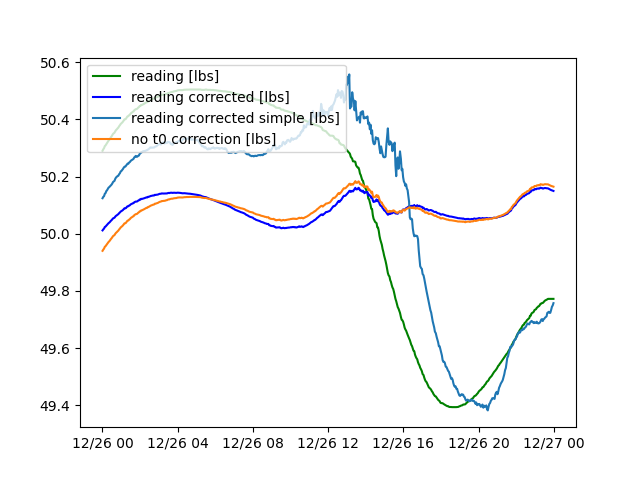 50.6
50.4
50.2
50.0
49.8
49.6
49.4
reading [lbs]
reading corrected [lbs]
reading corrected simple [lbs]
no t0 correction [lbs]
12/26 00 12/26 04 12/26 08 12/26 12 12/26 16 12/26 20 12/27 00